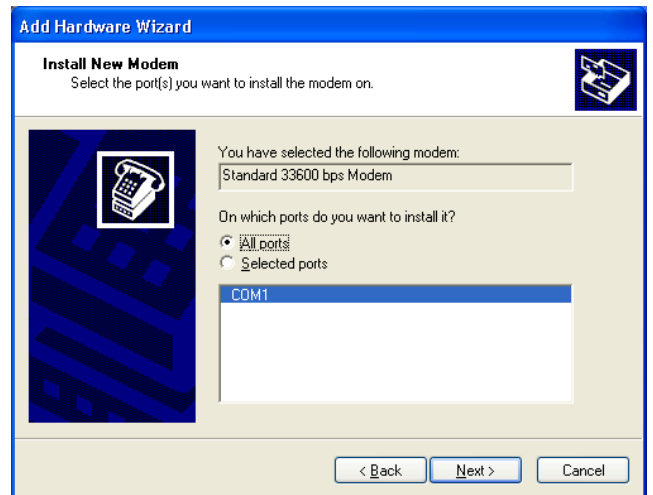 Add Hardware Wizard
Install New Modem
Select the port(s) you want to install the modem on.
You have selected the following modem:
Standard 33600 bps Modem
On which ports do you want to install it?
All ports
Selected ports
COM1
< Back Next > Cancel